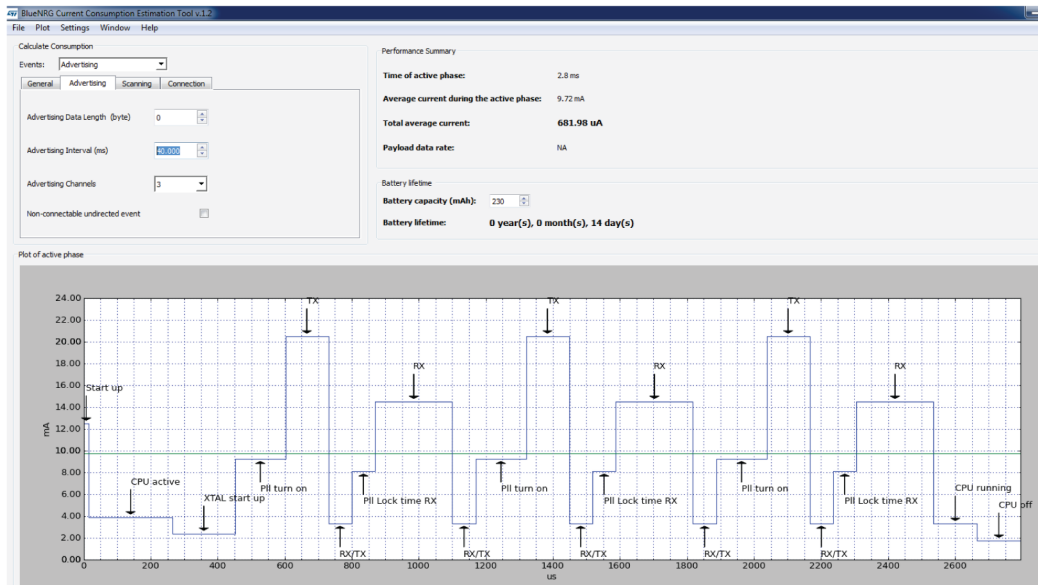 BlueNRG Current Consumption Estimation Tool v.1.2
File Plot Settings Window Help
Calculate Consumption
Events: Advertising
General Advertising Scanning Connection
Advertising Data Length (byte) 0
Advertising Interval (ms) 40.000
Advertising Channels 3
Non-connectable undirected event
Performance Summary
Time of active phase: 2.8 ms
Average current during the active phase: 9.72 mA
Total average current: 681.98 uA
Payload data rate: NA
Battery lifetime
Battery capacity (mAh): 230
Battery lifetime: 0 year(s), 0 month(s), 14 day(s)
Plot of active phase
24.00
22.00
20.00
18.00
16.00
14.00
12.00
10.00
8.00
6.00
4.00
2.00
0.00
mA
TX TX TX
RX RX RX
Start up
CPU active
XTAL start up
Pll turn on Pll turn on Pll turn on
Pll Lock time RX Pll Lock time RX Pll Lock time RX
CPU running
CPU off
RX/TX RX/TX RX/TX RX/TX RX/TX
0 200 400 600 800 1000 1200 1400 1600 1800 2000 2200 2400 2600
us